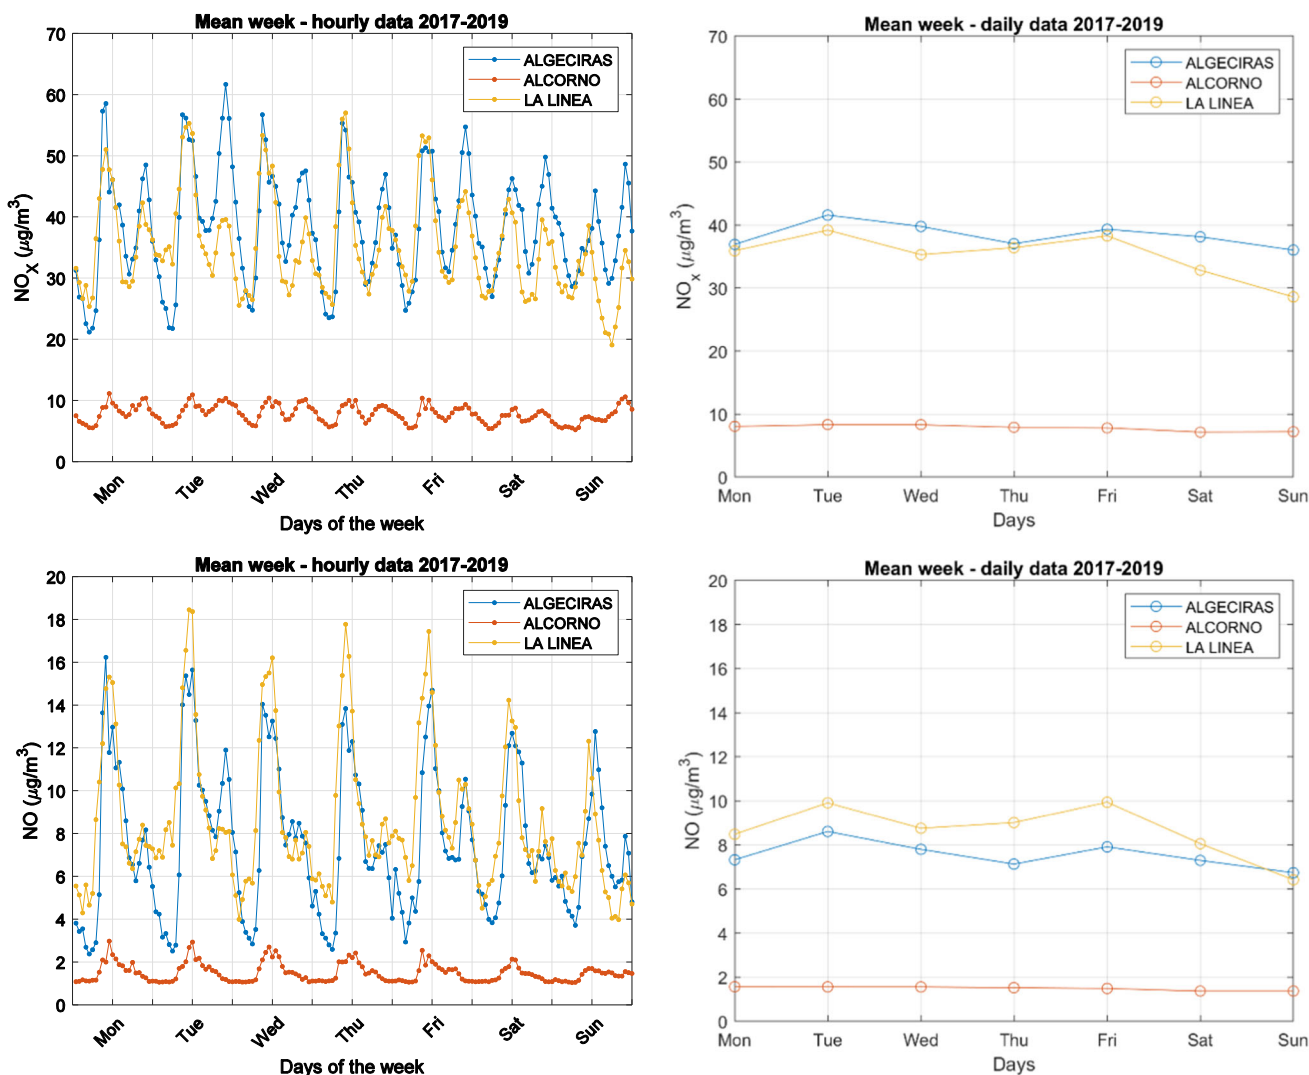 Mean week - hourly data 2017-2019
70
60
50
40
30
20
10
0
NOX (μg/m3)
ALGECIRAS
ALCORNO
LA LINEA
Mon Tue Wed Thu Fri Sat Sun
Days of the week
Mean week - daily data 2017-2019
70
60
50
40
30
20
10
0
NOx (μg/m3)
ALGECIRAS
ALCORNO
LA LINEA
Mon Tue Wed Thu Fri Sat Sun
Days
Mean week - hourly data 2017-2019
20
18
16
14
12
10
8
6
4
2
0
NO (μg/m3)
ALGECIRAS
ALCORNO
LA LINEA
Mon Tue Wed Thu Fri Sat Sun
Days of the week
Mean week - daily data 2017-2019
20
18
16
14
12
10
8
6
4
2
0
NO (μg/m3)
ALGECIRAS
ALCORNO
LA LINEA
Mon Tue Wed Thu Fri Sat Sun
Days